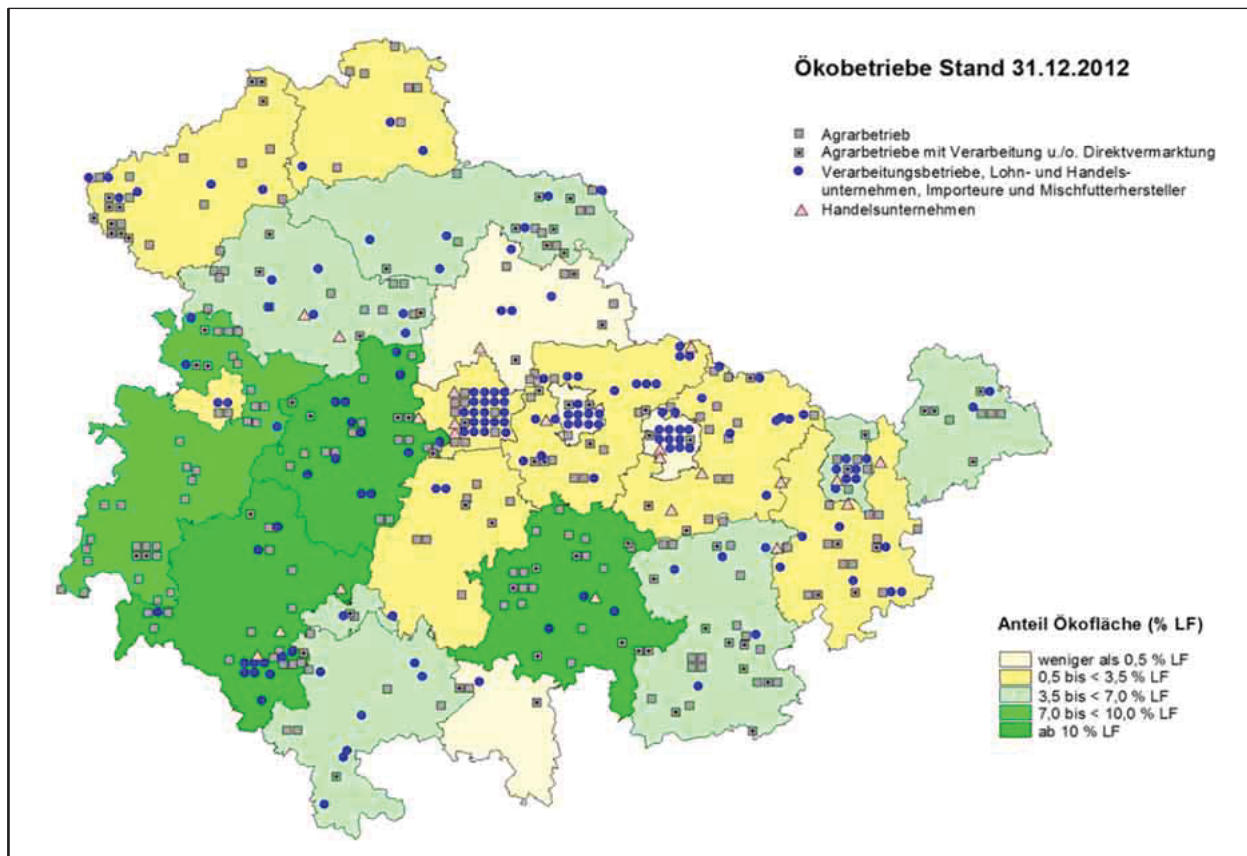 Ökobetriebe Stand 31.12.2012
Agrarbetrieb
Agrarbetriebe mit Verarbeitung u./o. Direktvermarktung
Verarbeitungsbetriebe, Lohn- und Handels-
unternehmen, Importeure und Mischfutterhersteller
Handelsunternehmen
Anteil Ökofläche (% LF)
weniger als 0,5 % LF
0,5 bis < 3,5 % LF
3,5 bis < 7,0 % LF
7,0 bis < 10,0 % LF
ab 10 % LF